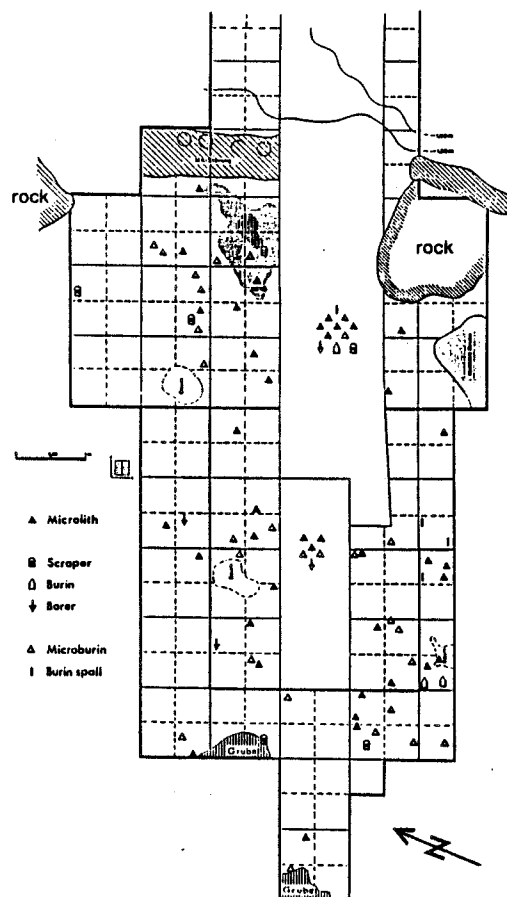 rock
rock
Microlith
Scraper
Burin
Borer
Microburin
Burin spall
Grube
Grube
N